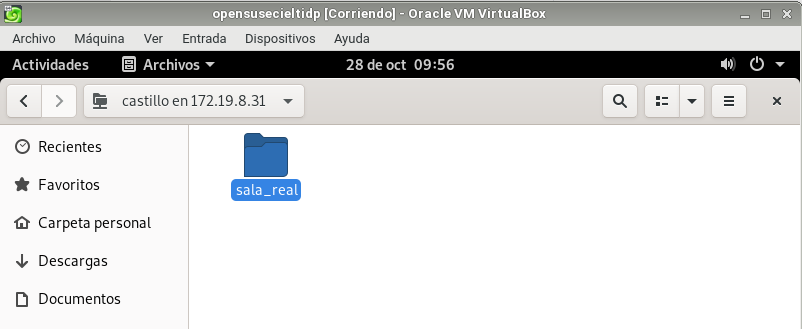 opensusecieltidp [Corriendo] - Oracle VM VirtualBox
Archivo Máquina Ver Entrada Dispositivos Ayuda
Actividades Archivos 28 de oct 09:56
castillo en 172.19.8.31
Recientes
sala_real
Favoritos
Carpeta personal
Descargas
Documentos